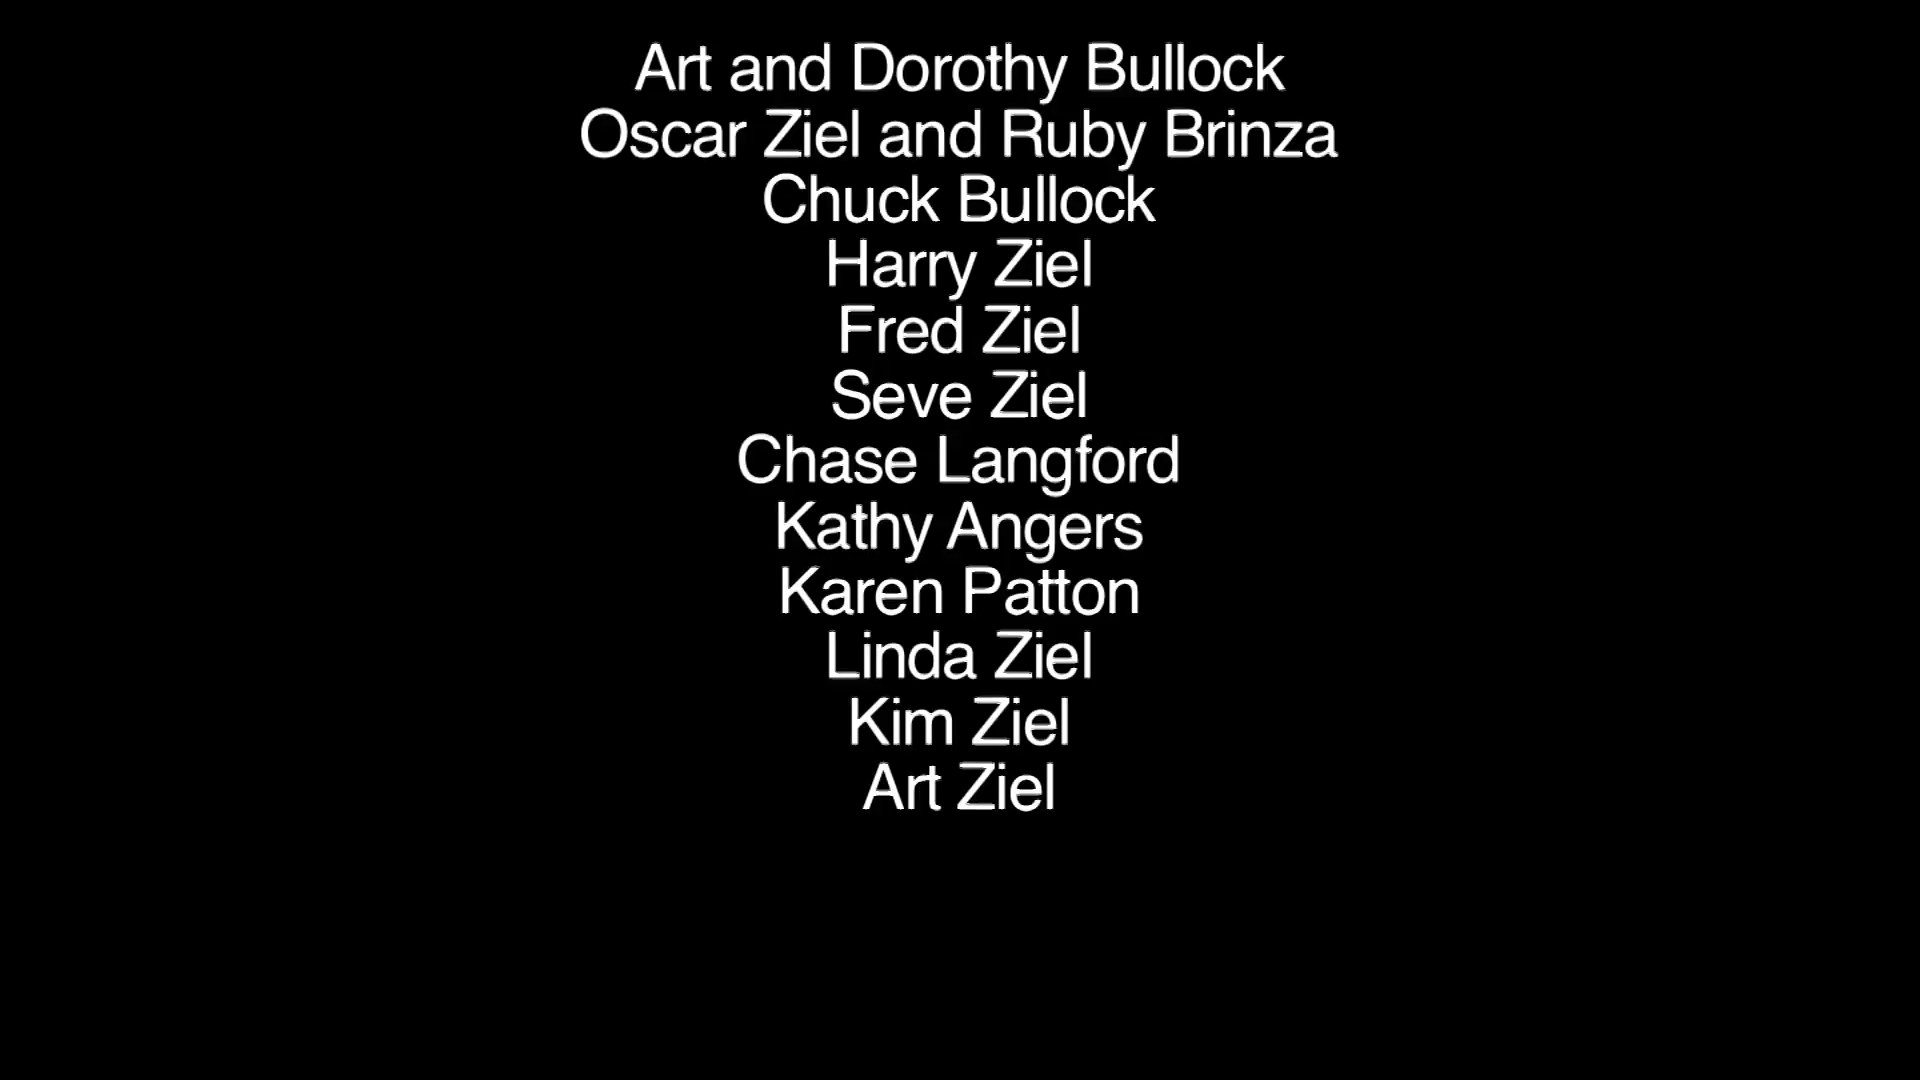 Art and Dorothy Bullock
Oscar Ziel and Ruby Brinza
Chuck Bullock
Harry Ziel
Fred Ziel
Seve Ziel
Chase Langford
Kathy Angers
Karen Patton
Linda Ziel
Kim Ziel
Art Ziel